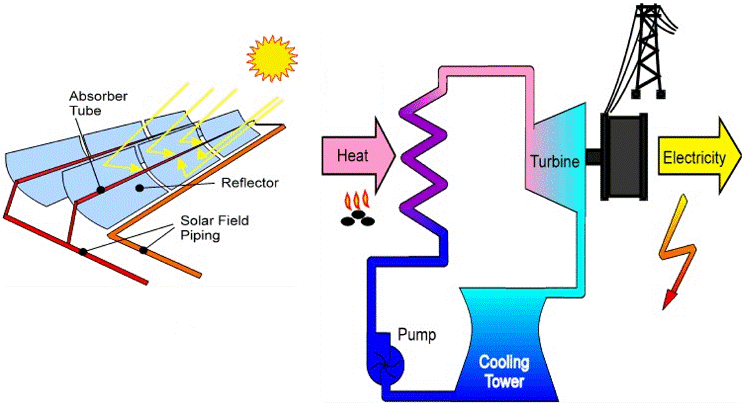 Absorber
Tube
Reflector
Solar Field
Piping
Heat
Turbine
Electricity
Pump
Cooling
Tower